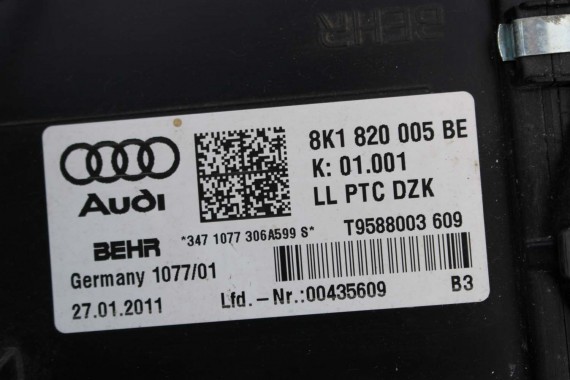 BEHR
Audi
8K1 820 005 BE
K: 01.001
LL PTC DZK
BEHR
*347 1077 306A599 S*
T9588003 609
Germany 1077/01
27.01.2011
Lfd.-Nr.:00435609
B3